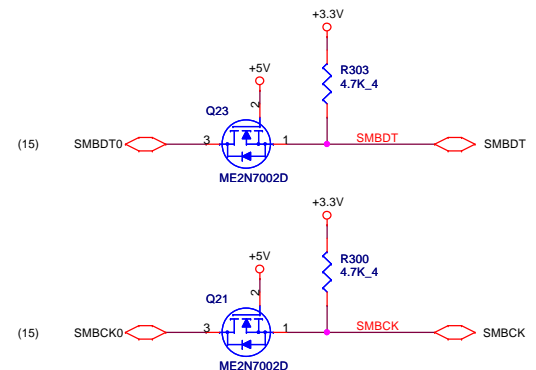 +3.3V
+5V
R303
4.7K_4
Q23
2
(15) SMBDT0 3 1 SMBDT SMBDT
ME2N7002D
+3.3V
+5V
R300
4.7K_4
Q21
2
(15) SMBCK0 3 1 SMBCK SMBCK
ME2N7002D